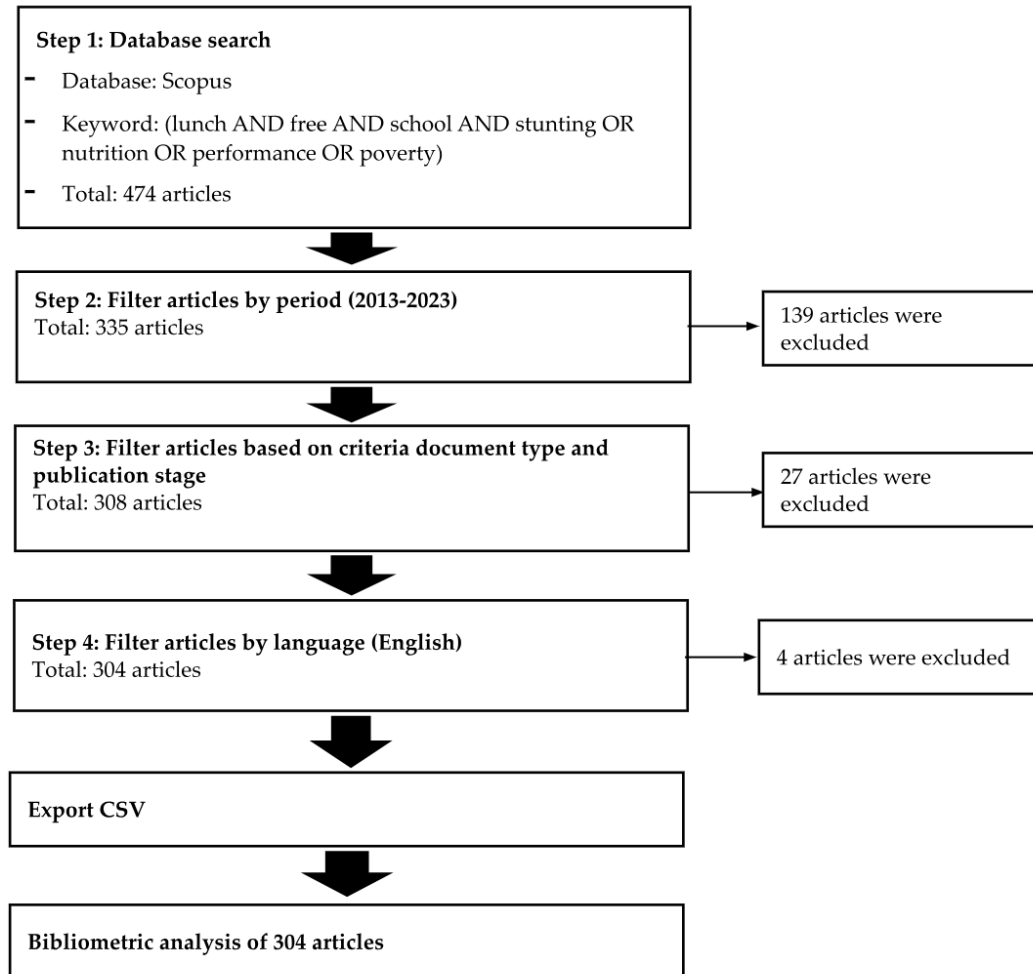 Step 1: Database search
- Database: Scopus
- Keyword: (lunch AND free AND school AND stunting OR
nutrition OR performance OR poverty)
- Total: 474 articles
Step 2: Filter articles by period (2013-2023)
Total: 335 articles
139 articles were
excluded
Step 3: Filter articles based on criteria document type and
publication stage
Total: 308 articles
27 articles were
excluded
Step 4: Filter articles by language (English)
Total: 304 articles
4 articles were excluded
Export CSV
Bibliometric analysis of 304 articles